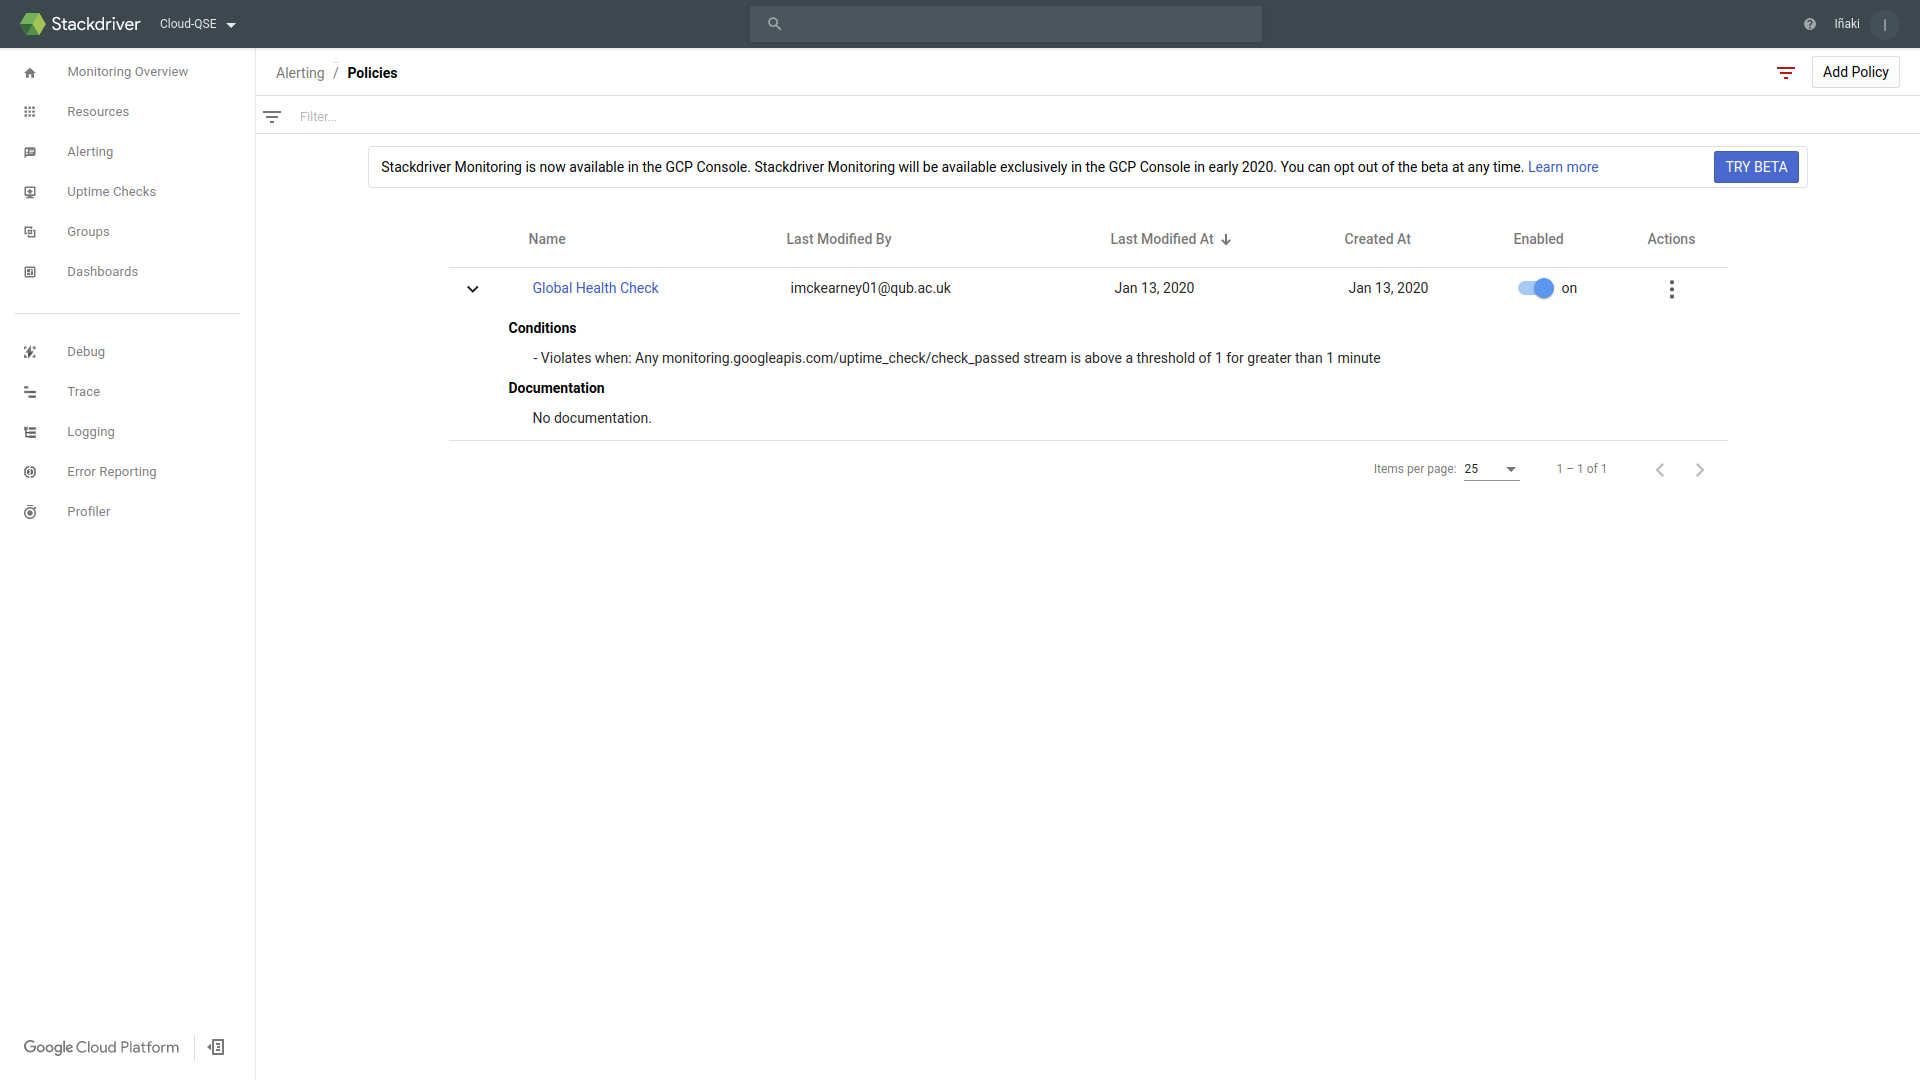 Stackdriver Cloud-QSE Iñaki I
Monitoring Overview
Resources
Alerting
Uptime Checks
Groups
Dashboards
Debug
Trace
Logging
Error Reporting
Profiler
Google Cloud Platform
Alerting / Policies Add Policy
Filter...
Stackdriver Monitoring is now available in the GCP Console. Stackdriver Monitoring will be available exclusively in the GCP Console in early 2020. You can opt out of the beta at any time. Learn more TRY BETA
Name Last Modified By Last Modified At Created At Enabled Actions
Global Health Check imckearney01@qub.ac.uk Jan 13, 2020 Jan 13, 2020 on
Conditions
- Violates when: Any monitoring.googleapis.com/uptime_check/check_passed stream is above a threshold of 1 for greater than 1 minute
Documentation
No documentation.
Items per page: 25 1 – 1 of 1